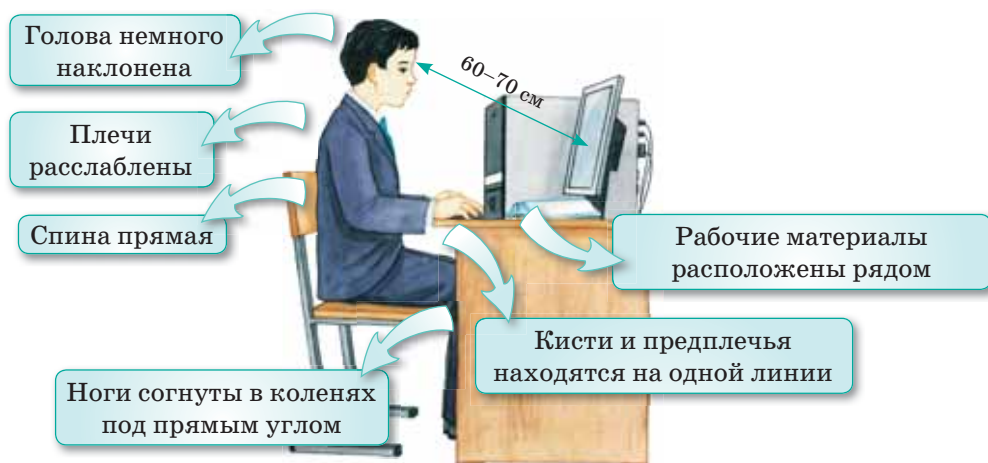 Голова немного
наклонена
60–70 см
Плечи
расслаблены
Спина прямая
Рабочие материалы
расположены рядом
Кисти и предплечья
находятся на одной линии
Ноги согнуты в коленях
под прямым углом